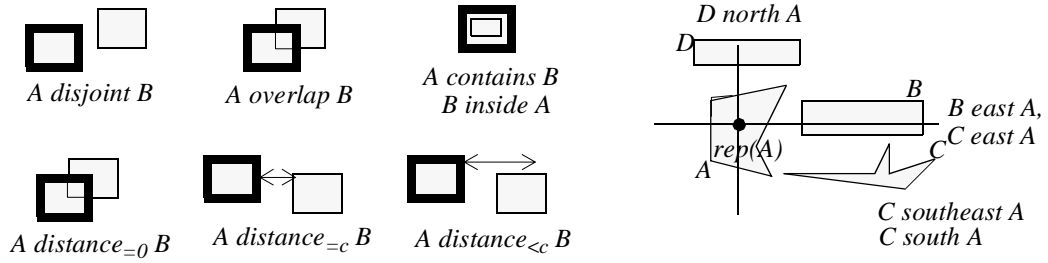 A disjoint B
A overlap B
A contains B
B inside A
A distance=0 B
A distance=c B
A distance<c B
D north A
D
B
B east A,
C east A
rep(A)
A
C
C southeast A
C south A